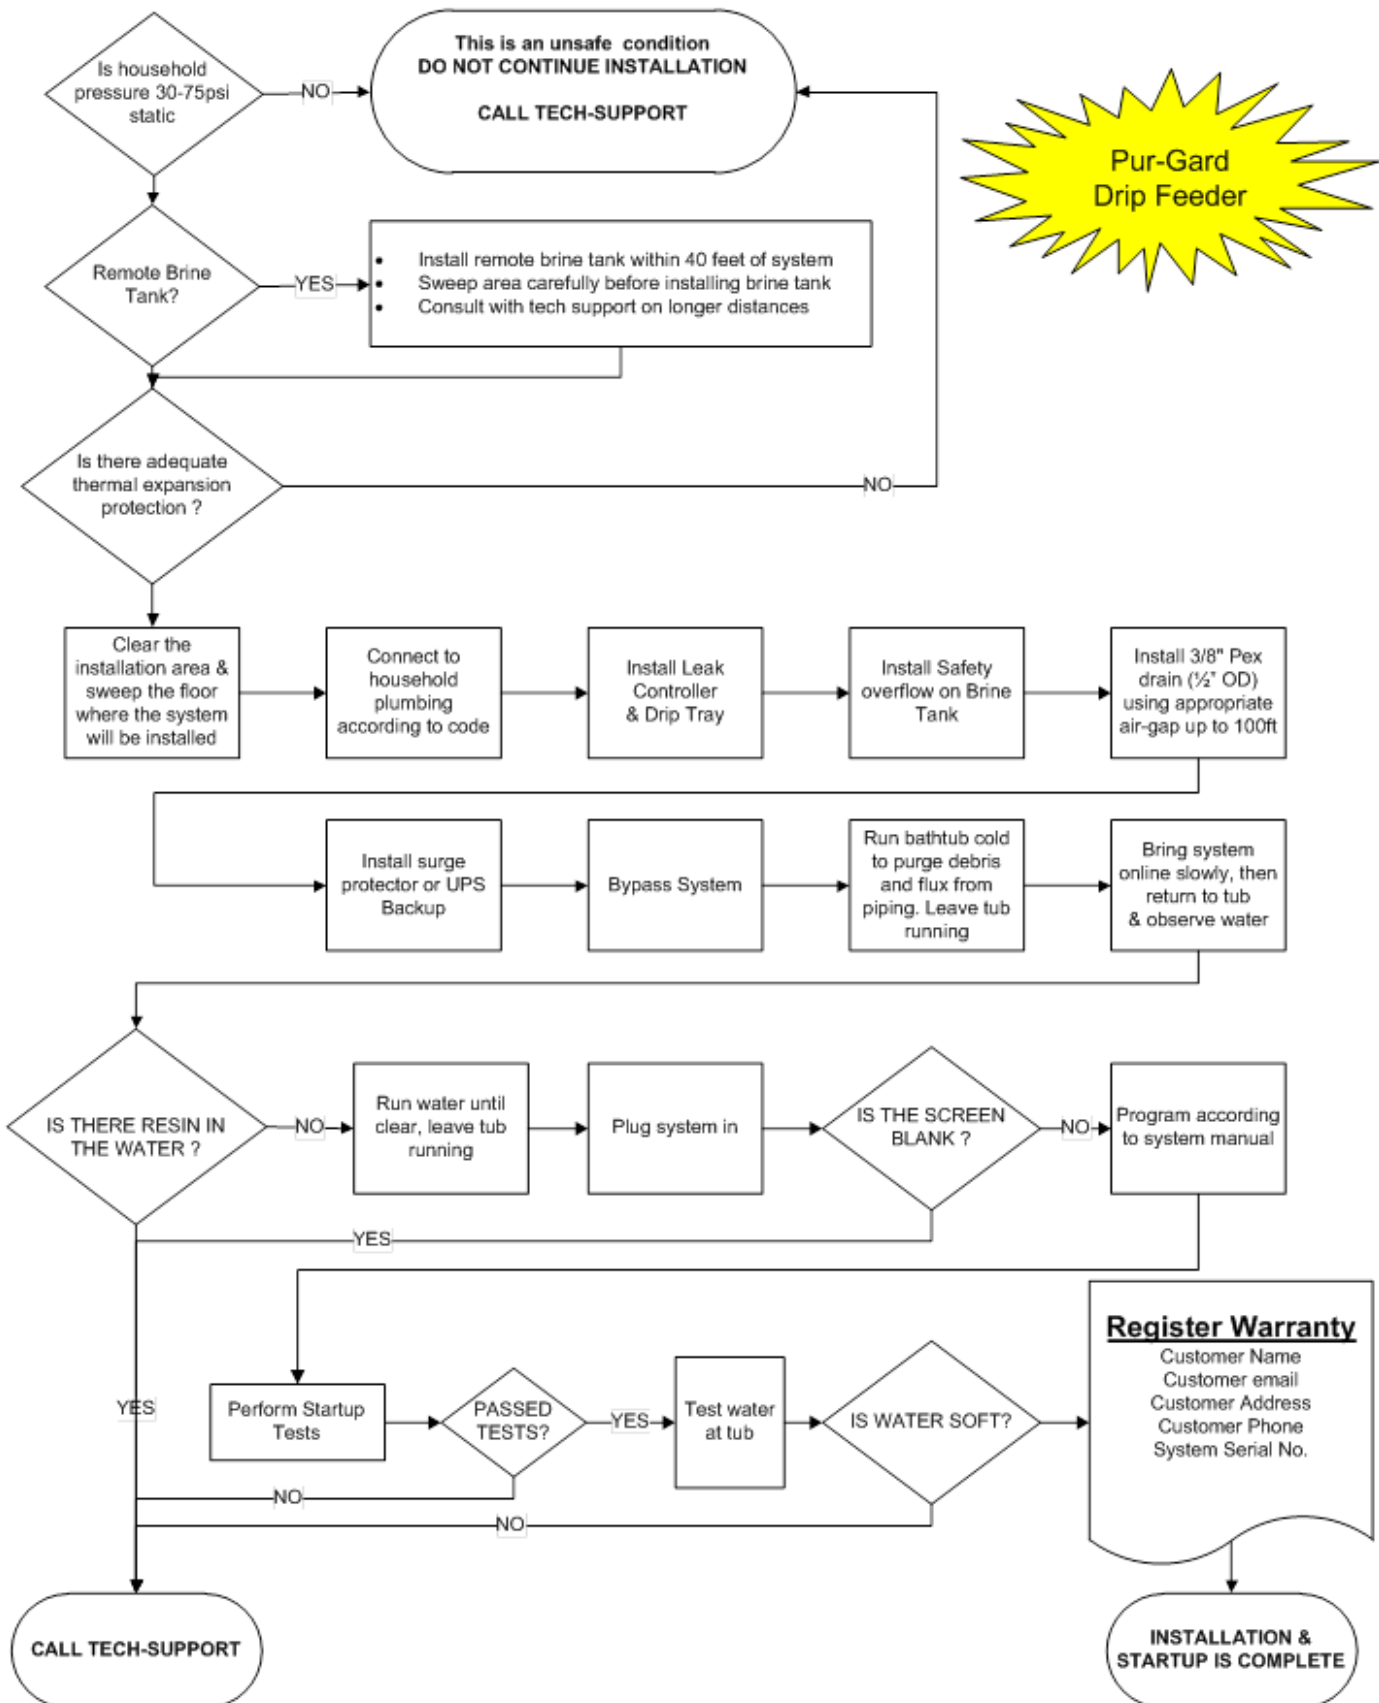 Is household
pressure 30-75psi
static
NO
This is an unsafe condition
DO NOT CONTINUE INSTALLATION
CALL TECH-SUPPORT
Pur-Gard
Drip Feeder
Remote Brine
Tank?
YES
• Install remote brine tank within 40 feet of system
• Sweep area carefully before installing brine tank
• Consult with tech support on longer distances
Is there adequate
thermal expansion
protection ?
NO
Clear the
installation area &
sweep the floor
where the system
will be installed
Connect to
household
plumbing
according to code
Install Leak
Controller
& Drip Tray
Install Safety
overflow on Brine
Tank
Install 3/8" Pex
drain (½" OD)
using appropriate
air-gap up to 100ft
Install surge
protector or UPS
Backup
Bypass System
Run bathtub cold
to purge debris
and flux from
piping. Leave tub
running
Bring system
online slowly, then
return to tub
& observe water
IS THERE RESIN IN
THE WATER ?
NO
Run water until
clear, leave tub
running
Plug system in
IS THE SCREEN
BLANK ?
NO
Program according
to system manual
YES
YES
Perform Startup
Tests
PASSED
TESTS?
YES
Test water
at tub
IS WATER SOFT?
Register Warranty
Customer Name
Customer email
Customer Address
Customer Phone
System Serial No.
NO
NO
CALL TECH-SUPPORT
INSTALLATION &
STARTUP IS COMPLETE